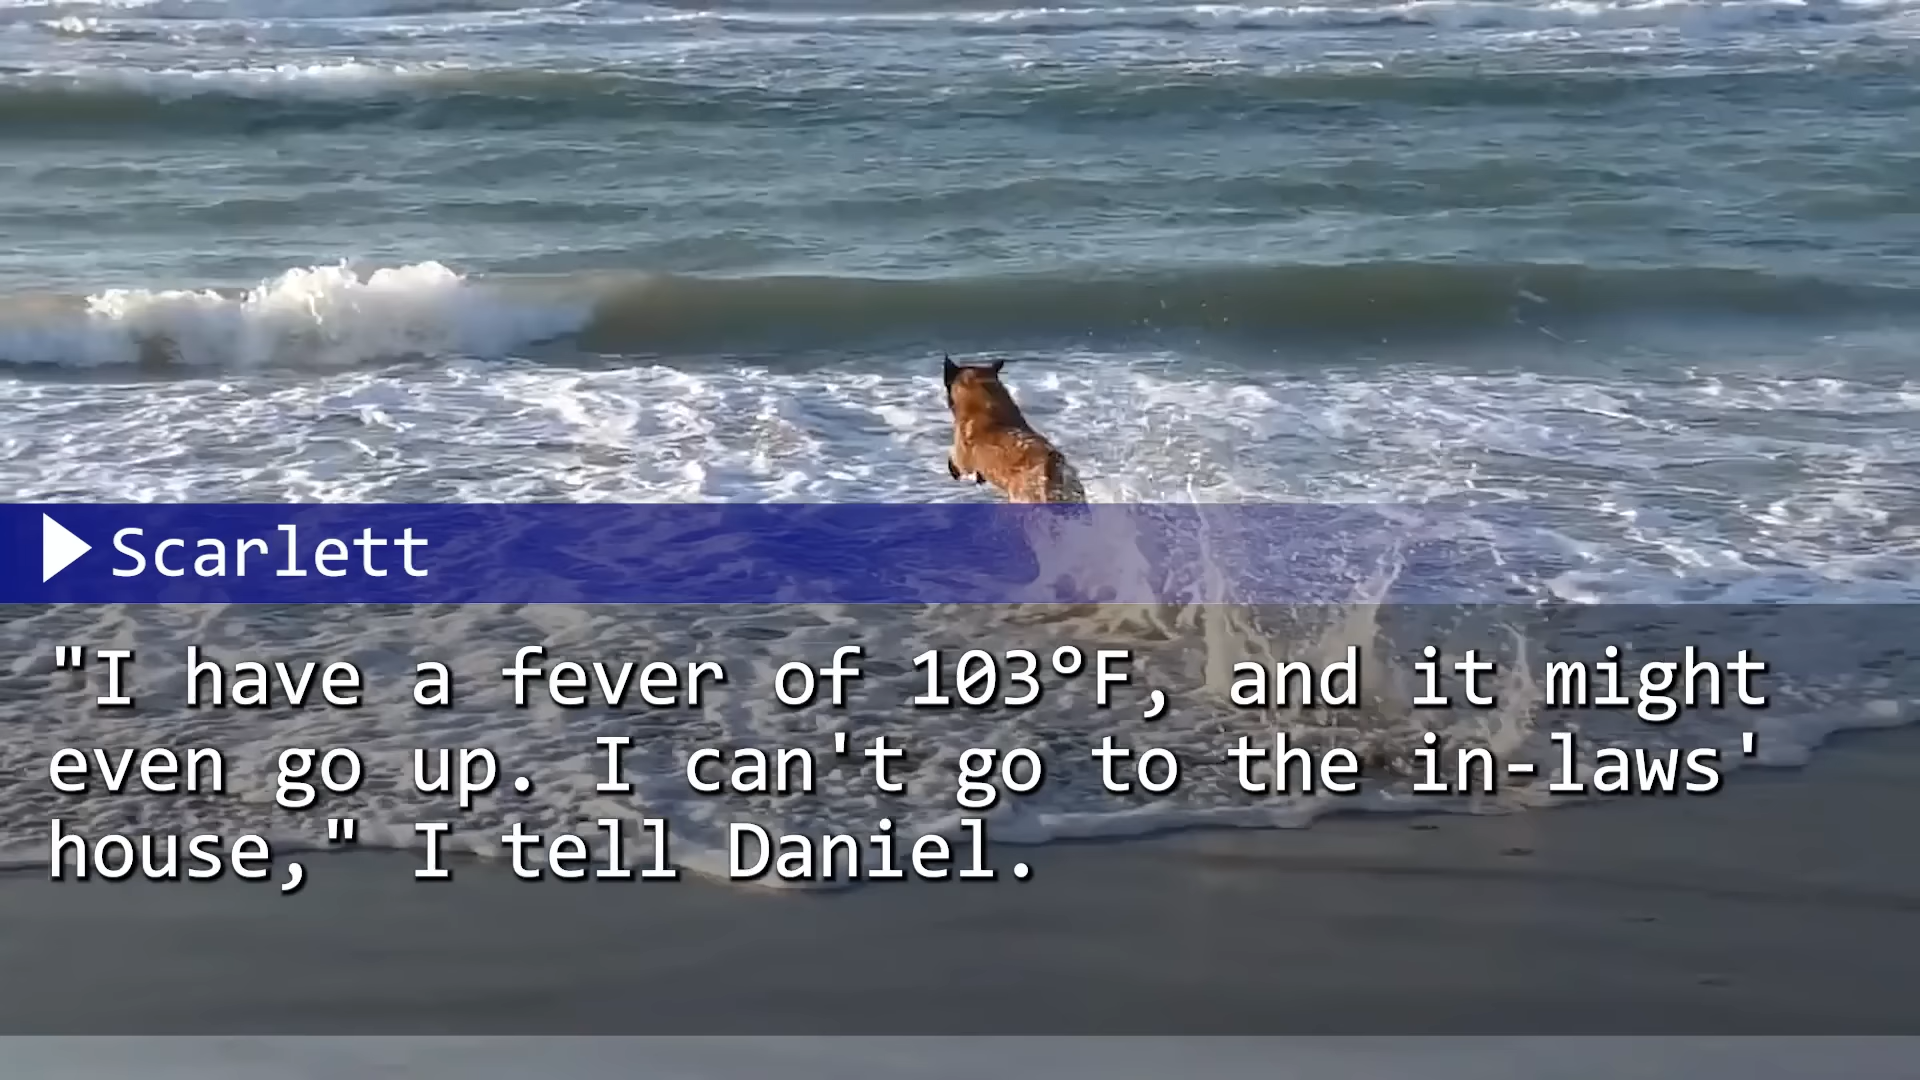 Scarlett
"I have a fever of 103°F, and it might
even go up. I can't go to the in-laws'
house," I tell Daniel.